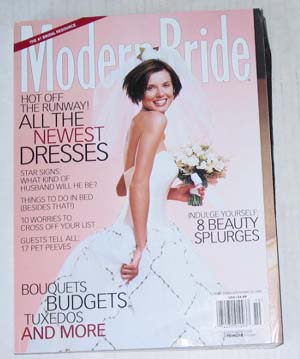 THE #1 BRIDAL RESOURCE
Modern Bride
HOT OFF
THE RUNWAY!
ALL THE
NEWEST
DRESSES
STAR SIGNS:
WHAT KIND OF
HUSBAND WILL HE BE?
THINGS TO DO IN BED
(BESIDES THAT!)
10 WORRIES TO
CROSS OFF YOUR LIST
GUESTS TELL ALL:
17 PET PEEVES
INDULGE YOURSELF
8 BEAUTY
SPLURGES
BOUQUETS
BUDGETS
TUXEDOS
AND MORE